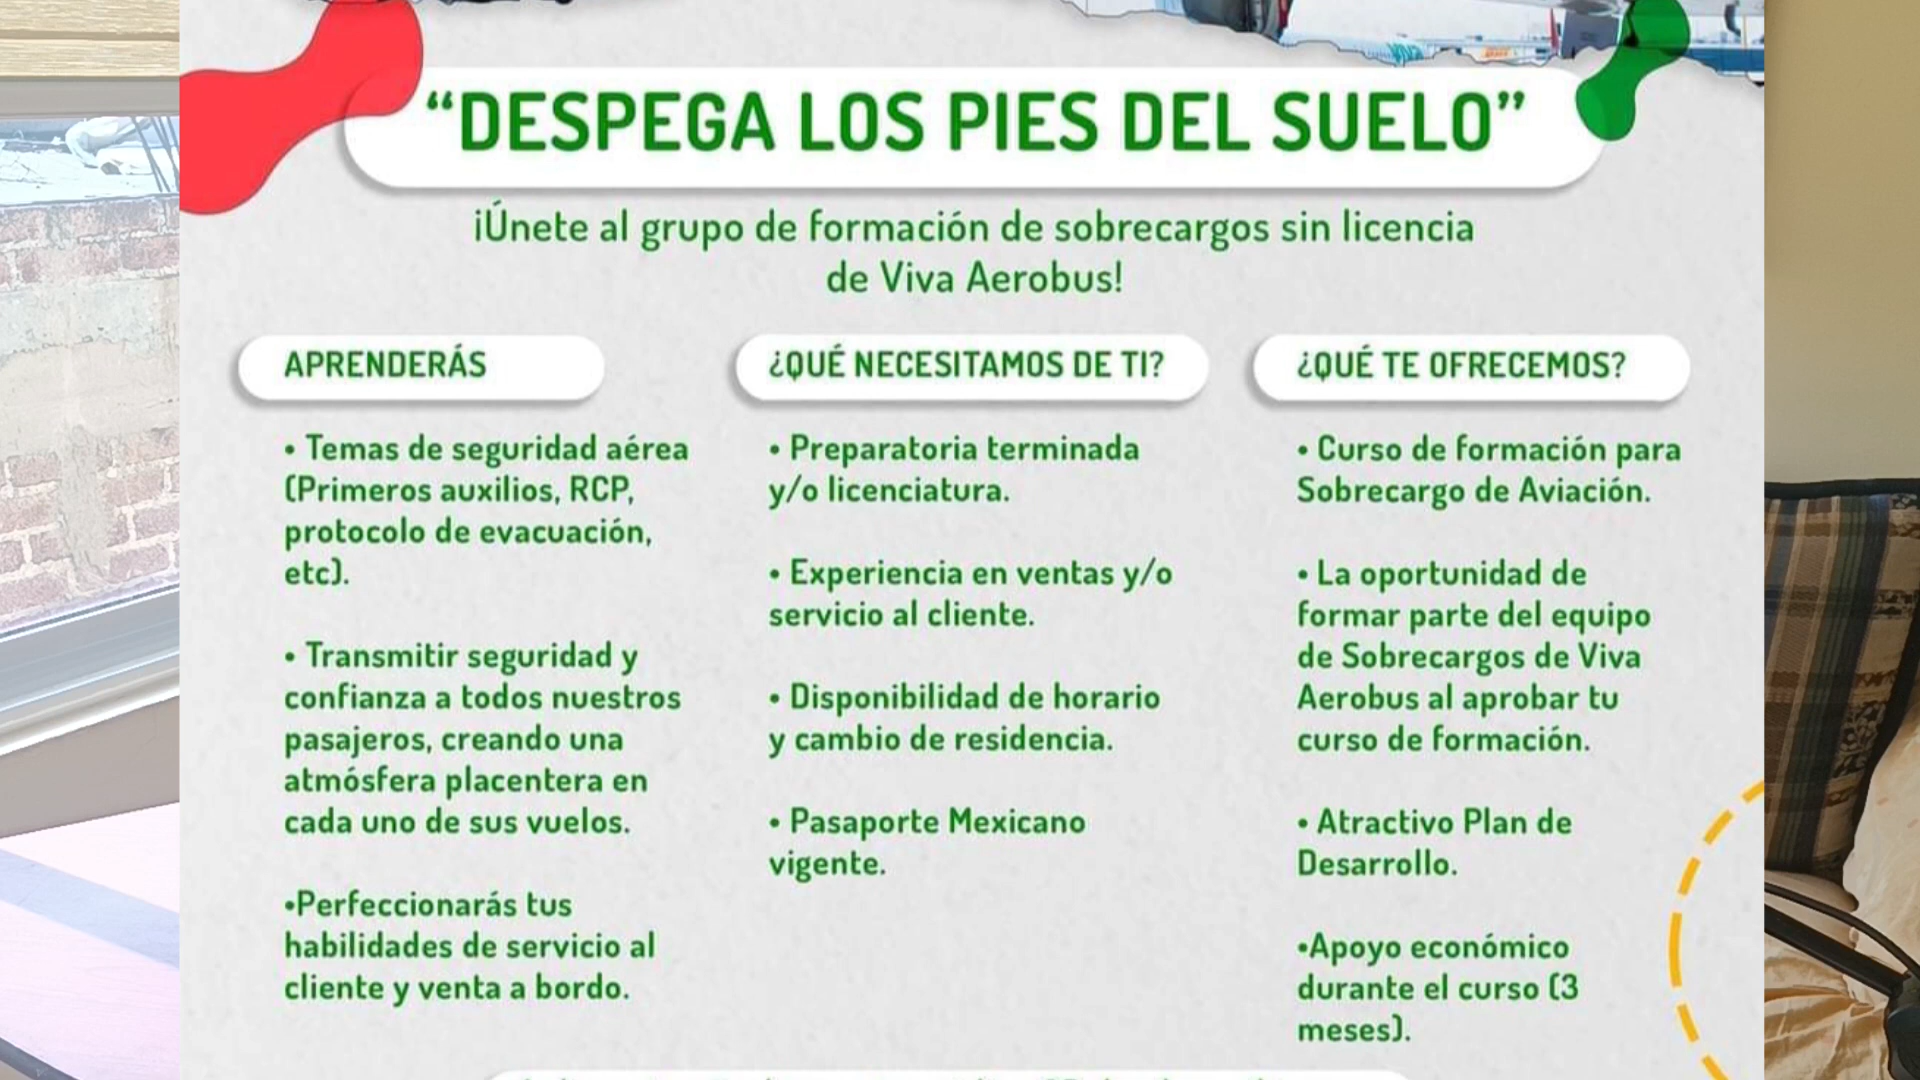 “DESPEGA LOS PIES DEL SUELO”
¡Únete al grupo de formación de sobrecargos sin licencia
de Viva Aerobus!
APRENDERÁS
• Temas de seguridad aérea
(Primeros auxilios, RCP,
protocolo de evacuación,
etc).
• Transmitir seguridad y
confianza a todos nuestros
pasajeros, creando una
atmósfera placentera en
cada uno de sus vuelos.
•Perfeccionarás tus
habilidades de servicio al
cliente y venta a bordo.
¿QUÉ NECESITAMOS DE TI?
• Preparatoria terminada
y/o licenciatura.
• Experiencia en ventas y/o
servicio al cliente.
• Disponibilidad de horario
y cambio de residencia.
• Pasaporte Mexicano
vigente.
¿QUÉ TE OFRECEMOS?
• Curso de formación para
Sobrecargo de Aviación.
• La oportunidad de
formar parte del equipo
de Sobrecargos de Viva
Aerobus al aprobar tu
curso de formación.
• Atractivo Plan de
Desarrollo.
•Apoyo económico
durante el curso (3
meses).